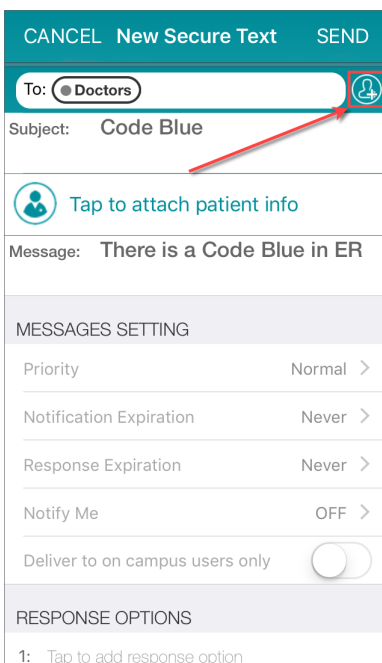 CANCEL New Secure Text SEND
To: Doctors
Subject: Code Blue
Tap to attach patient info
Message: There is a Code Blue in ER
MESSAGES SETTING
Priority Normal
Notification Expiration Never
Response Expiration Never
Notify Me OFF
Deliver to on campus users only
RESPONSE OPTIONS
1: Tap to add response option